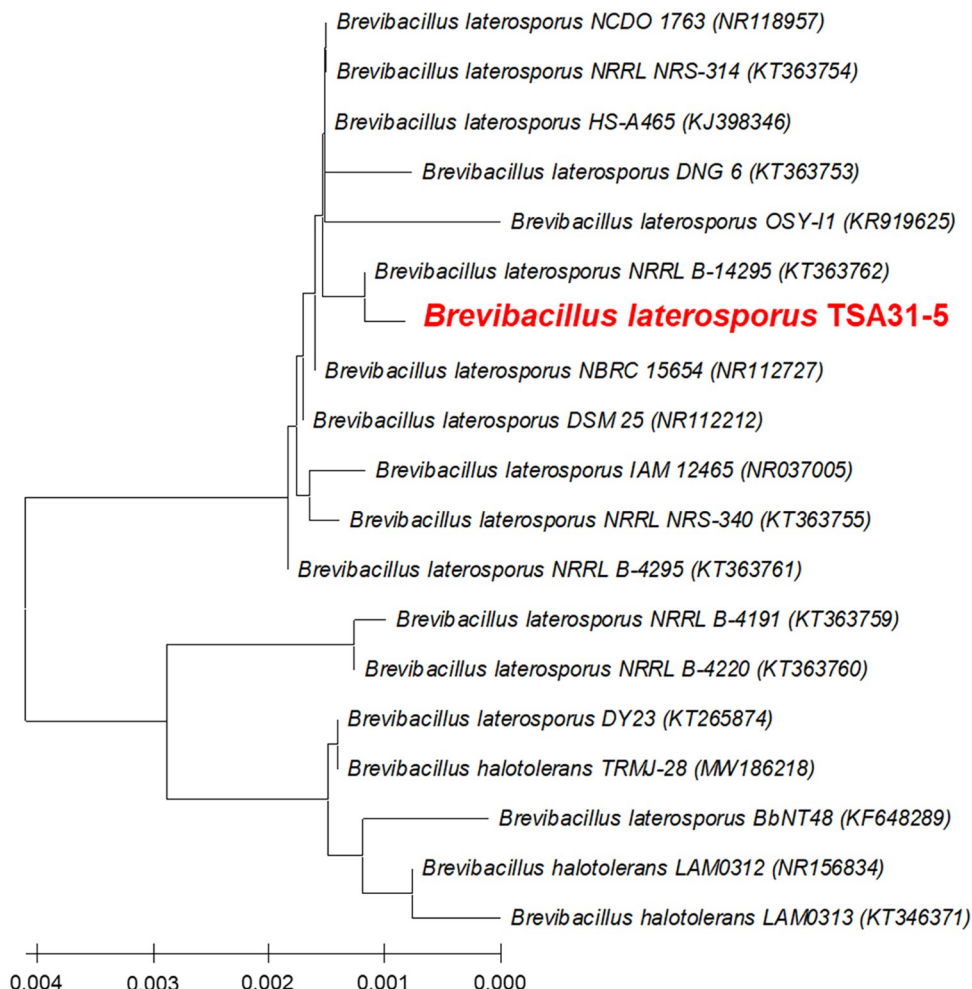 Brevibacillus laterosporus NCDO 1763 (NR118957)
Brevibacillus laterosporus NRRL NRS-314 (KT363754)
Brevibacillus laterosporus HS-A465 (KJ398346)
Brevibacillus laterosporus DNG 6 (KT363753)
Brevibacillus laterosporus OSY-I1 (KR919625)
Brevibacillus laterosporus NRRL B-14295 (KT363762)
Brevibacillus laterosporus TSA31-5
Brevibacillus laterosporus NBRC 15654 (NR112727)
Brevibacillus laterosporus DSM 25 (NR112212)
Brevibacillus laterosporus IAM 12465 (NR037005)
Brevibacillus laterosporus NRRL NRS-340 (KT363755)
Brevibacillus laterosporus NRRL B-4295 (KT363761)
Brevibacillus laterosporus NRRL B-4191 (KT363759)
Brevibacillus laterosporus NRRL B-4220 (KT363760)
Brevibacillus laterosporus DY23 (KT265874)
Brevibacillus halotolerans TRMJ-28 (MW186218)
Brevibacillus laterosporus BbNT48 (KF648289)
Brevibacillus halotolerans LAM0312 (NR156834)
Brevibacillus halotolerans LAM0313 (KT346371)
0.004 0.003 0.002 0.001 0.000